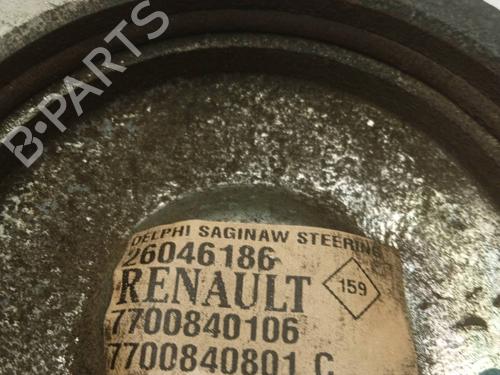 B-PARTS
DELPHI SAGINAW STEERING
26046186
RENAULT
159
7700840106
7700840801 C